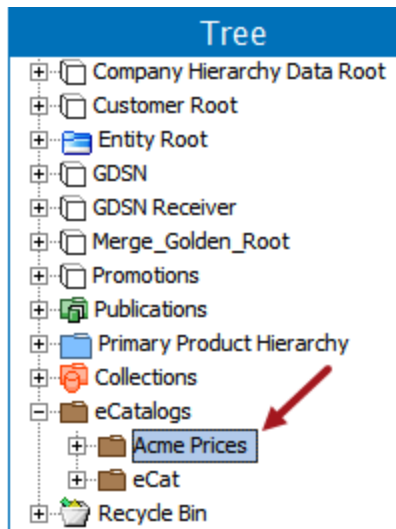 Tree
Company Hierarchy Data Root
Customer Root
Entity Root
GDSN
GDSN Receiver
Merge_Golden_Root
Promotions
Publications
Primary Product Hierarchy
Collections
eCatalogs
Acme Prices
eCat
Recycle Bin